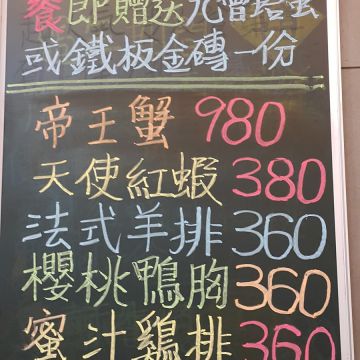 餐即贈送九層塔蛋
或鐵板金磚一份
帝王蟹 980
天使紅蝦 380
法式羊排 360
櫻桃鴨胸 360
蜜汁鷄排 360